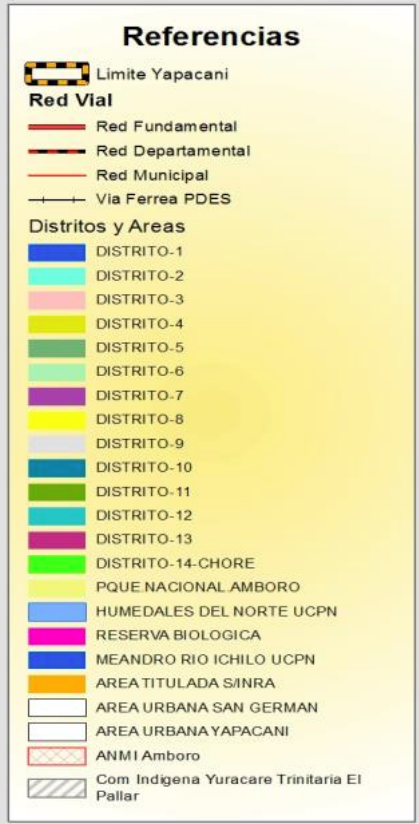 Referencias
Limite Yapacani
Red Vial
Red Fundamental
Red Departamental
Red Municipal
Via Ferrea PDES
Distritos y Areas
DISTRITO-1
DISTRITO-2
DISTRITO-3
DISTRITO-4
DISTRITO-5
DISTRITO-6
DISTRITO-7
DISTRITO-8
DISTRITO-9
DISTRITO-10
DISTRITO-11
DISTRITO-12
DISTRITO-13
DISTRITO-14-CHORE
PQUE.NACIONAL.AMBORO
HUMEDALES DEL NORTE UCPN
RESERVA BIOLOGICA
MEANDRO RIO ICHILO UCPN
AREA TITULADA S/INRA
AREA URBANA SAN GERMAN
AREA URBANA YAPACANI
ANMI Amboro
Com Indigena Yuracare Trinitaria El
Pallar